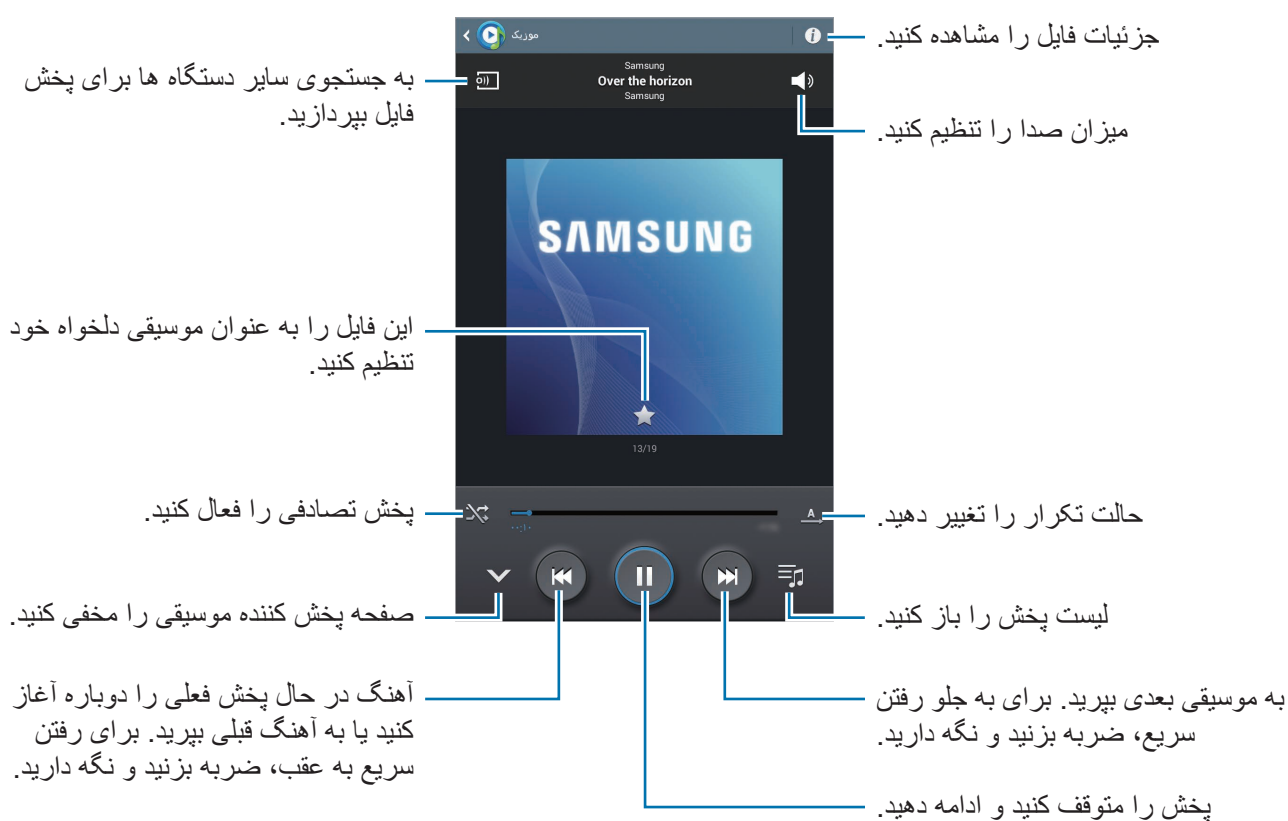 موزیک
جزئیات فایل را مشاهده کنید.
Samsung
Over the horizon
Samsung
به جستجوی سایر دستگاه ها برای پخش
فایل بپردازید.
میزان صدا را تنظیم کنید.
SAMSUNG
این فایل را به عنوان موسیقی دلخواه خود
تنظیم کنید.
13/19
حالت تکرار را تغییر دهید.
A
پخش تصادفی را فعال کنید.
۰۰:۱۰
لیست پخش را باز کنید.
صفحه پخش کننده موسیقی را مخفی کنید.
به موسیقی بعدی بپرید. برای به جلو رفتن
سریع، ضربه بزنید و نگه دارید.
آهنگ در حال پخش فعلی را دوباره آغاز
کنید یا به آهنگ قبلی بپرید. برای رفتن
سریع به عقب، ضربه بزنید و نگه دارید.
پخش را متوقف کنید و ادامه دهید.